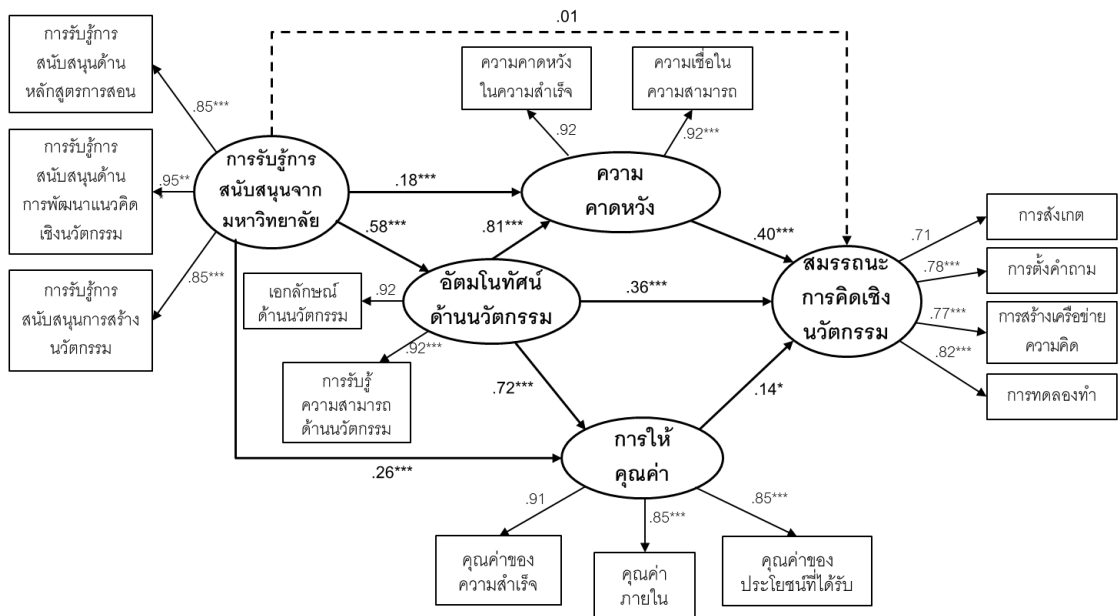 .01
การรับรู้การ
สนับสนุนด้าน
หลักสูตรการสอน
.85***
การรับรู้การ
สนับสนุนด้าน
การพัฒนาแนวคิด
เชิงนวัตกรรม
.95**
การรับรู้การ
สนับสนุนการสร้าง
นวัตกรรม
.85***
การรับรู้การ
สนับสนุนจาก
มหาวิทยาลัย
.18***
.58***
.26***
ความคาดหวัง
ในความสำเร็จ
.92
ความเชื่อใน
ความสามารถ
.92***
ความ
คาดหวัง
.81***
.40***
อัตมโนทัศน์
ด้านนวัตกรรม
.36***
เอกลักษณ์
ด้านนวัตกรรม
.92
การรับรู้
ความสามารถ
ด้านนวัตกรรม
.92***
.72***
.14*
การให้
คุณค่า
.91
คุณค่าของ
ความสำเร็จ
.85***
คุณค่า
ภายใน
.85***
คุณค่าของ
ประโยชน์ที่ได้รับ
สมรรถนะ
การคิดเชิง
นวัตกรรม
.71
การสังเกต
.78***
การตั้งคำถาม
.77***
การสร้างเครือข่าย
ความคิด
.82***
การทดลองทำ